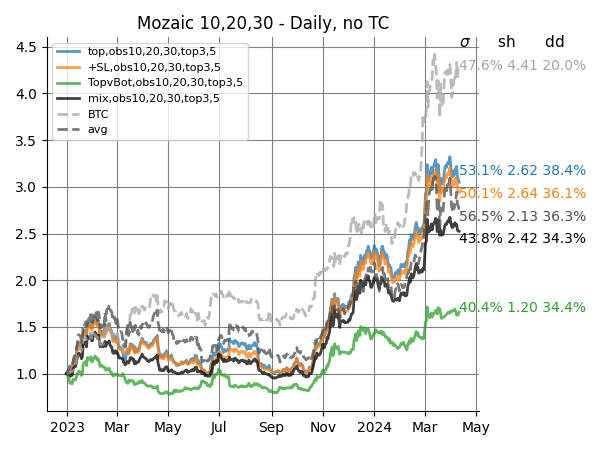 Mozaic 10,20,30 - Daily, no TC
σ sh dd
top,obs10,20,30,top3,5
+SL,obs10,20,30,top3,5
TopvBot,obs10,20,30,top3,5
mix,obs10,20,30,top3,5
BTC
avg
47.6% 4.41 20.0%
53.1% 2.62 38.4%
50.1% 2.64 36.1%
56.5% 2.13 36.3%
43.8% 2.42 34.3%
40.4% 1.20 34.4%
4.5
4.0
3.5
3.0
2.5
2.0
1.5
1.0
2023 Mar May Jul Sep Nov 2024 Mar May